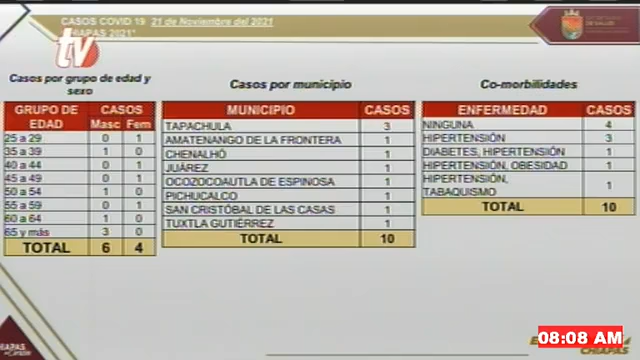 CASOS COVID 19 21 de Noviembre del 2021
CHIAPAS 2021"
tv
Casos por grupo de edad y
sexo
GRUPO DE EDAD CASOS
Masc Fem
25 a 29 0 1
35 a 39 1 0
40 a 44 0 1
45 a 49 0 1
50 a 54 1 0
55 a 59 0 1
60 a 64 1 0
65 y más 3 0
TOTAL 6 4
Casos por municipio
MUNICIPIO CASOS
TAPACHULA 3
AMATENANGO DE LA FRONTERA 1
CHENALHÓ 1
JUÁREZ 1
OCOZOCOAUTLA DE ESPINOSA 1
PICHUCALCO 1
SAN CRISTÓBAL DE LAS CASAS 1
TUXTLA GUTIÉRREZ 1
TOTAL 10
Co-morbilidades
ENFERMEDAD CASOS
NINGUNA 4
HIPERTENSIÓN 3
DIABETES, HIPERTENSIÓN 1
HIPERTENSIÓN, OBESIDAD 1
HIPERTENSIÓN,
TABAQUISMO 1
TOTAL 10
08:08 AM
CHIAPAS